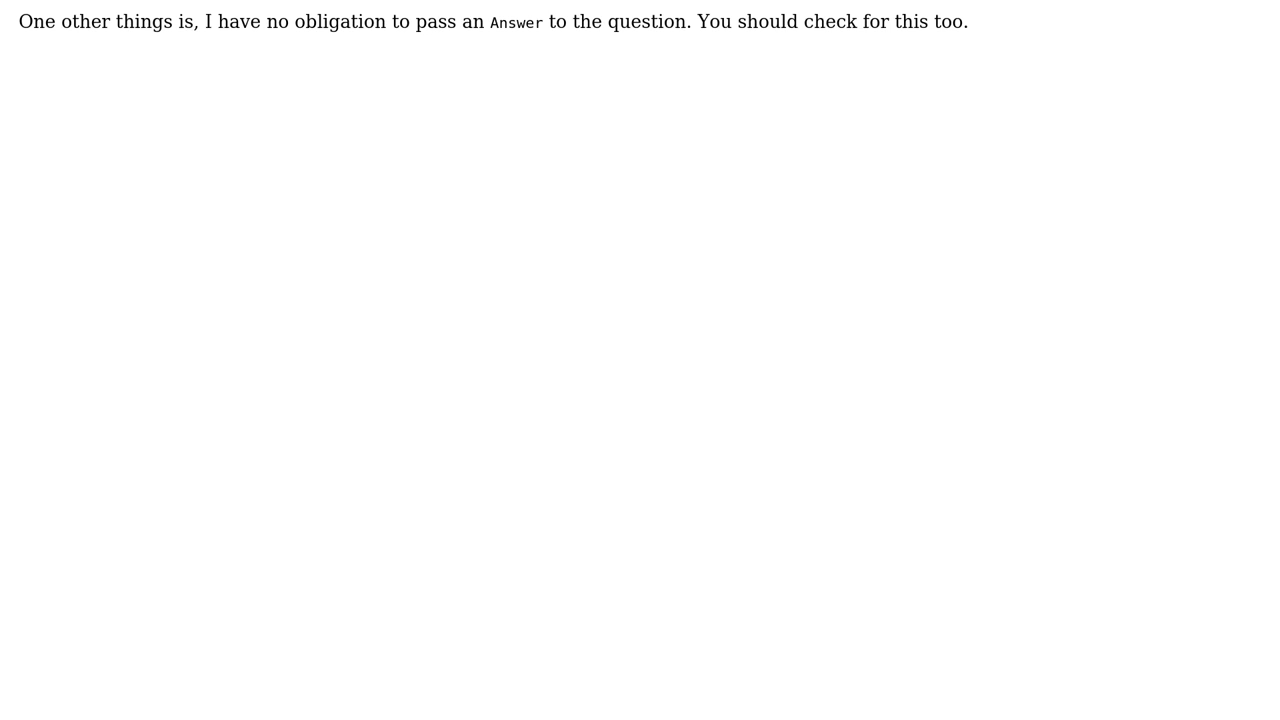 One other things is, I have no obligation to pass an Answer to the question. You should check for this too.